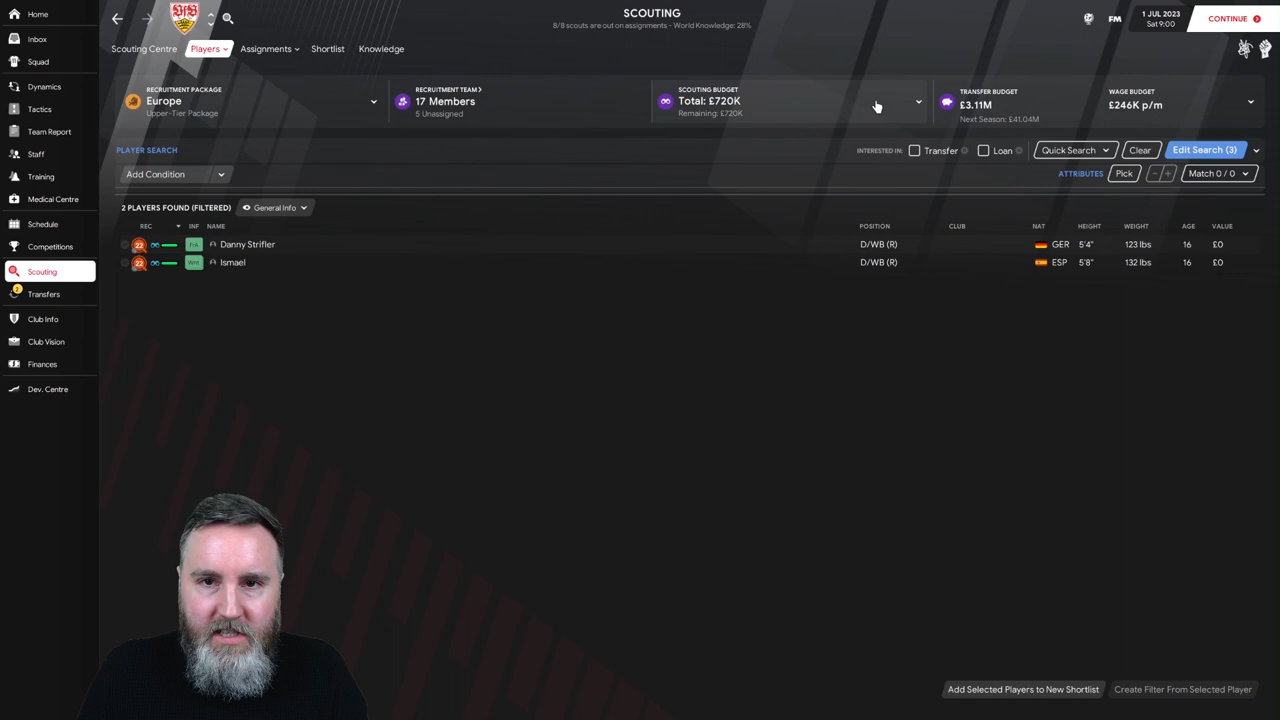 Home
SCOUTING
8/8 scouts are out on assignments - World Knowledge: 28%
FM
1 JUL 2023
Sat 9:00
CONTINUE
Inbox
Squad
Dynamics
Tactics
Team Report
Staff
Training
Medical Centre
Schedule
Competitions
Scouting
2
Transfers
Club Info
Club Vision
Finances
Dev. Centre
Scouting Centre
Players
Assignments
Shortlist
Knowledge
RECRUITMENT PACKAGE
Europe
Upper-Tier Package
RECRUITMENT TEAM
17 Members
5 Unassigned
SCOUTING BUDGET
Total: £720K
Remaining: £720K
TRANSFER BUDGET
£3.11M
Next Season: £41.04M
WAGE BUDGET
£246K p/m
PLAYER SEARCH
INTERESTED IN:
Transfer
Loan
Quick Search
Clear
Edit Search (3)
Add Condition
ATTRIBUTES
Pick
Match 0 / 0
2 PLAYERS FOUND (FILTERED)
General Info
REC INF NAME POSITION CLUB NAT HEIGHT WEIGHT AGE VALUE
22 FrA Danny Strifler D/WB (R) GER 5'4" 123 lbs 16 £0
22 Wnt Ismael D/WB (R) ESP 5'8" 132 lbs 16 £0
Add Selected Players to New Shortlist
Create Filter From Selected Player